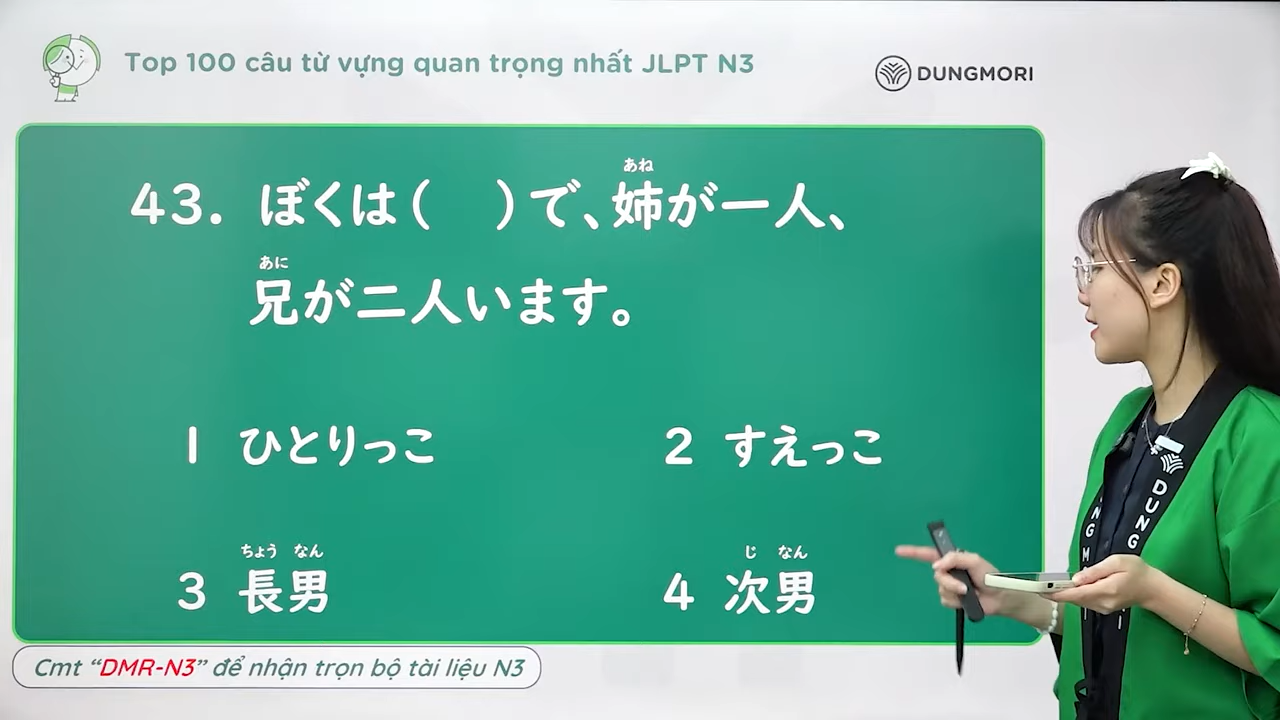 Top 100 câu từ vựng quan trọng nhất JLPT N3
DUNGMORI
あね
43. ぼくは(　)で、姉が一人、
あに
兄が二人います。
1 ひとりっこ
2 すえっこ
ちょう なん
3 長男
じ なん
4 次男
Cmt “DMR-N3” để nhận trọn bộ tài liệu N3
DUNG